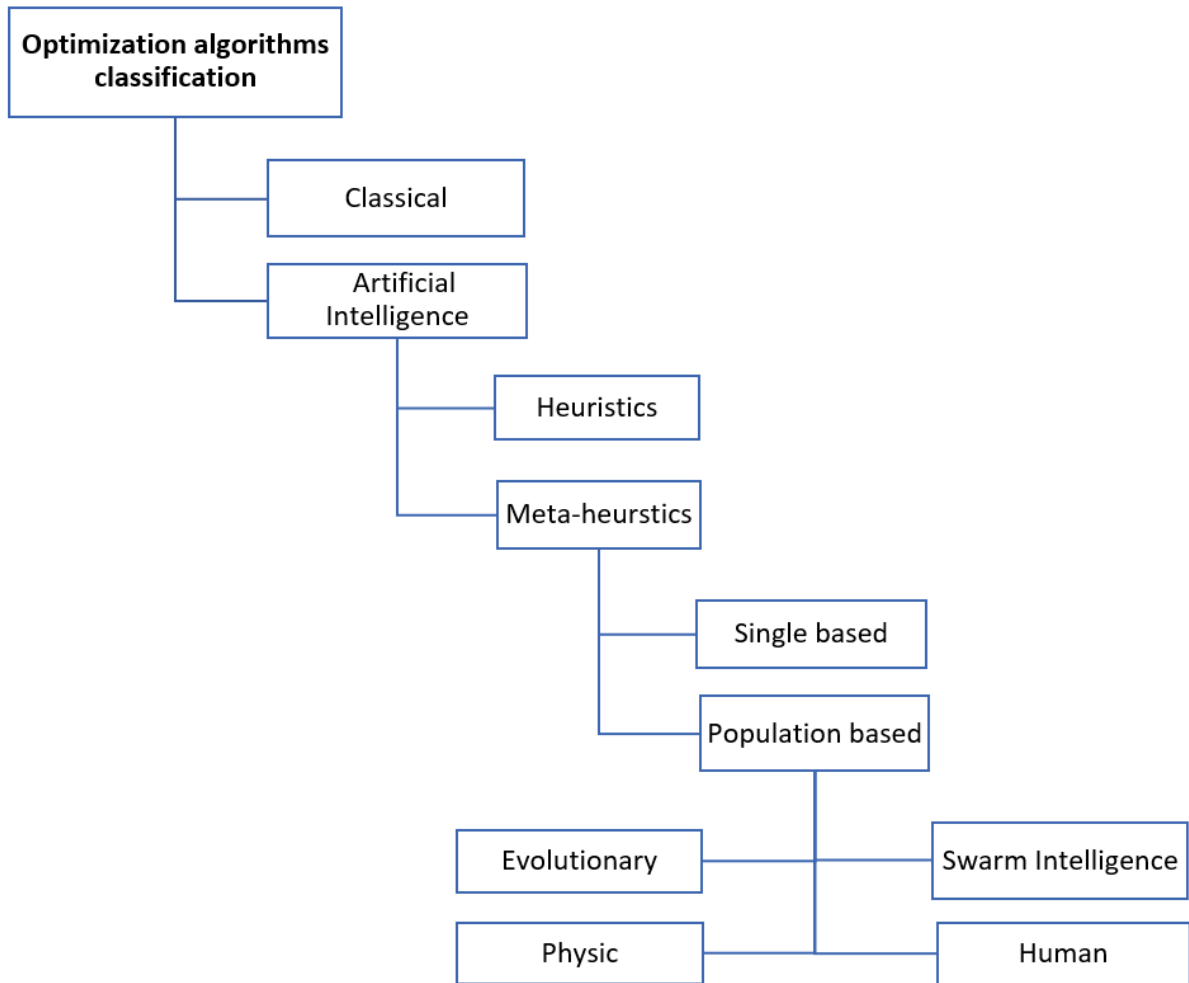 Optimization algorithms
classification
Classical
Artificial
Intelligence
Heuristics
Meta-heurstics
Single based
Population based
Evolutionary
Swarm Intelligence
Physic
Human